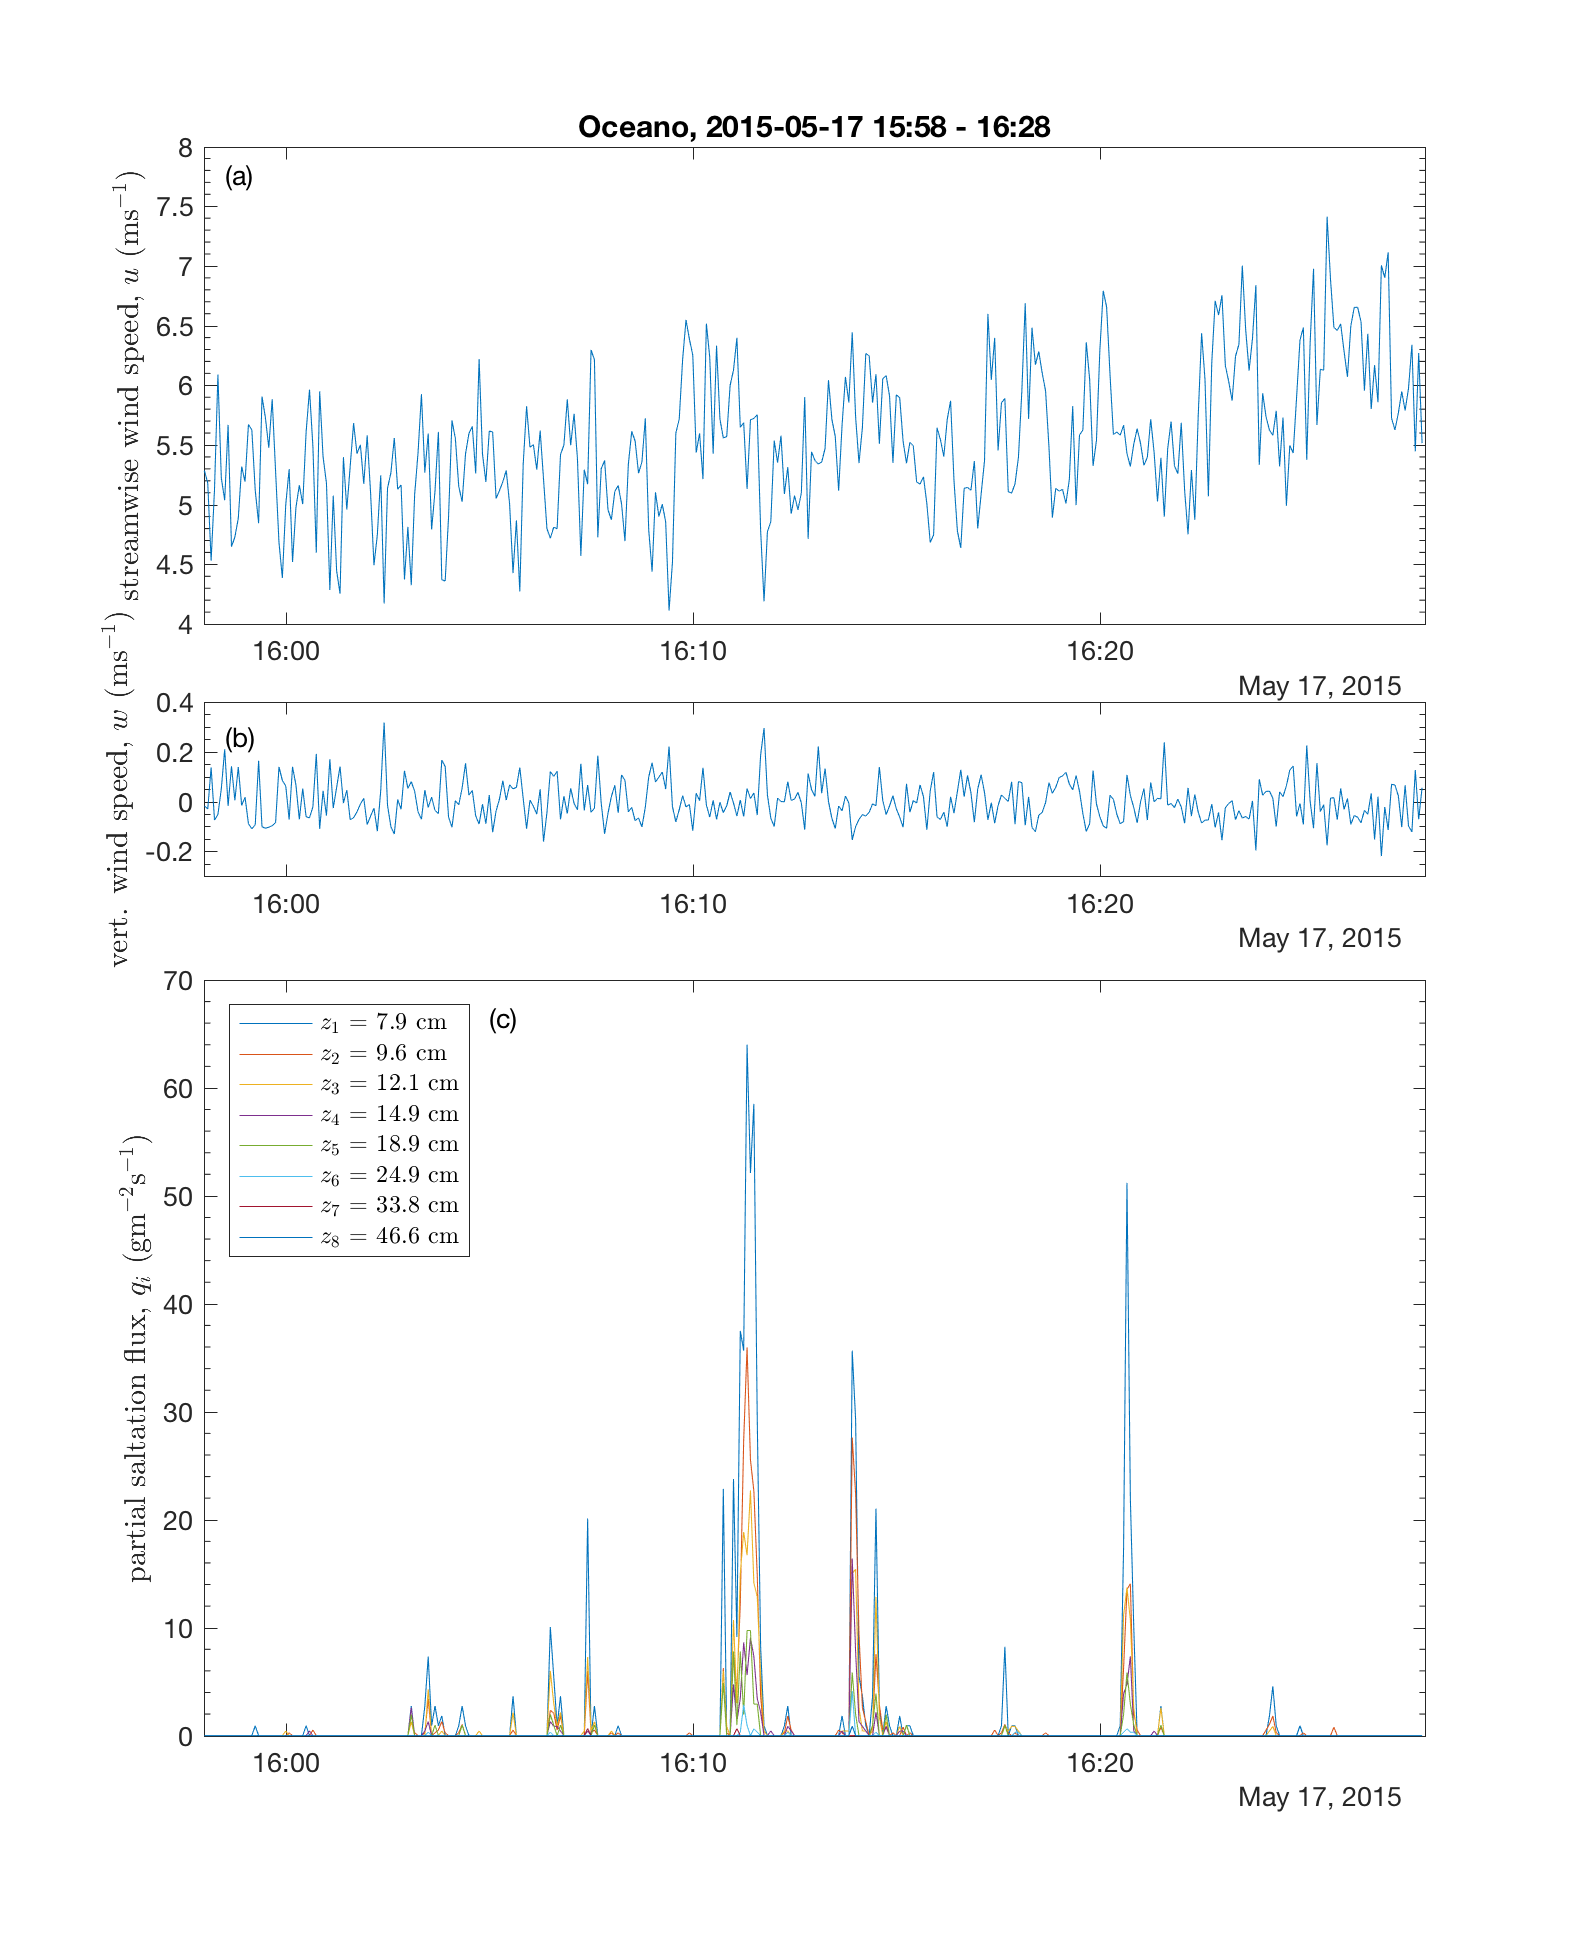 Oceano, 2015-05-17 15:58 - 16:28
(a)
streamwise wind speed, u (ms⁻¹)
8
7.5
7
6.5
6
5.5
5
4.5
4
16:00 16:10 16:20
May 17, 2015
(b)
vert. wind speed, w (ms⁻¹)
0.4
0.2
0
-0.2
16:00 16:10 16:20
May 17, 2015
(c)
partial saltation flux, qᵢ (gm⁻²s⁻¹)
70
60
50
40
30
20
10
0
z₁ = 7.9 cm
z₂ = 9.6 cm
z₃ = 12.1 cm
z₄ = 14.9 cm
z₅ = 18.9 cm
z₆ = 24.9 cm
z₇ = 33.8 cm
z₈ = 46.6 cm
16:00 16:10 16:20
May 17, 2015